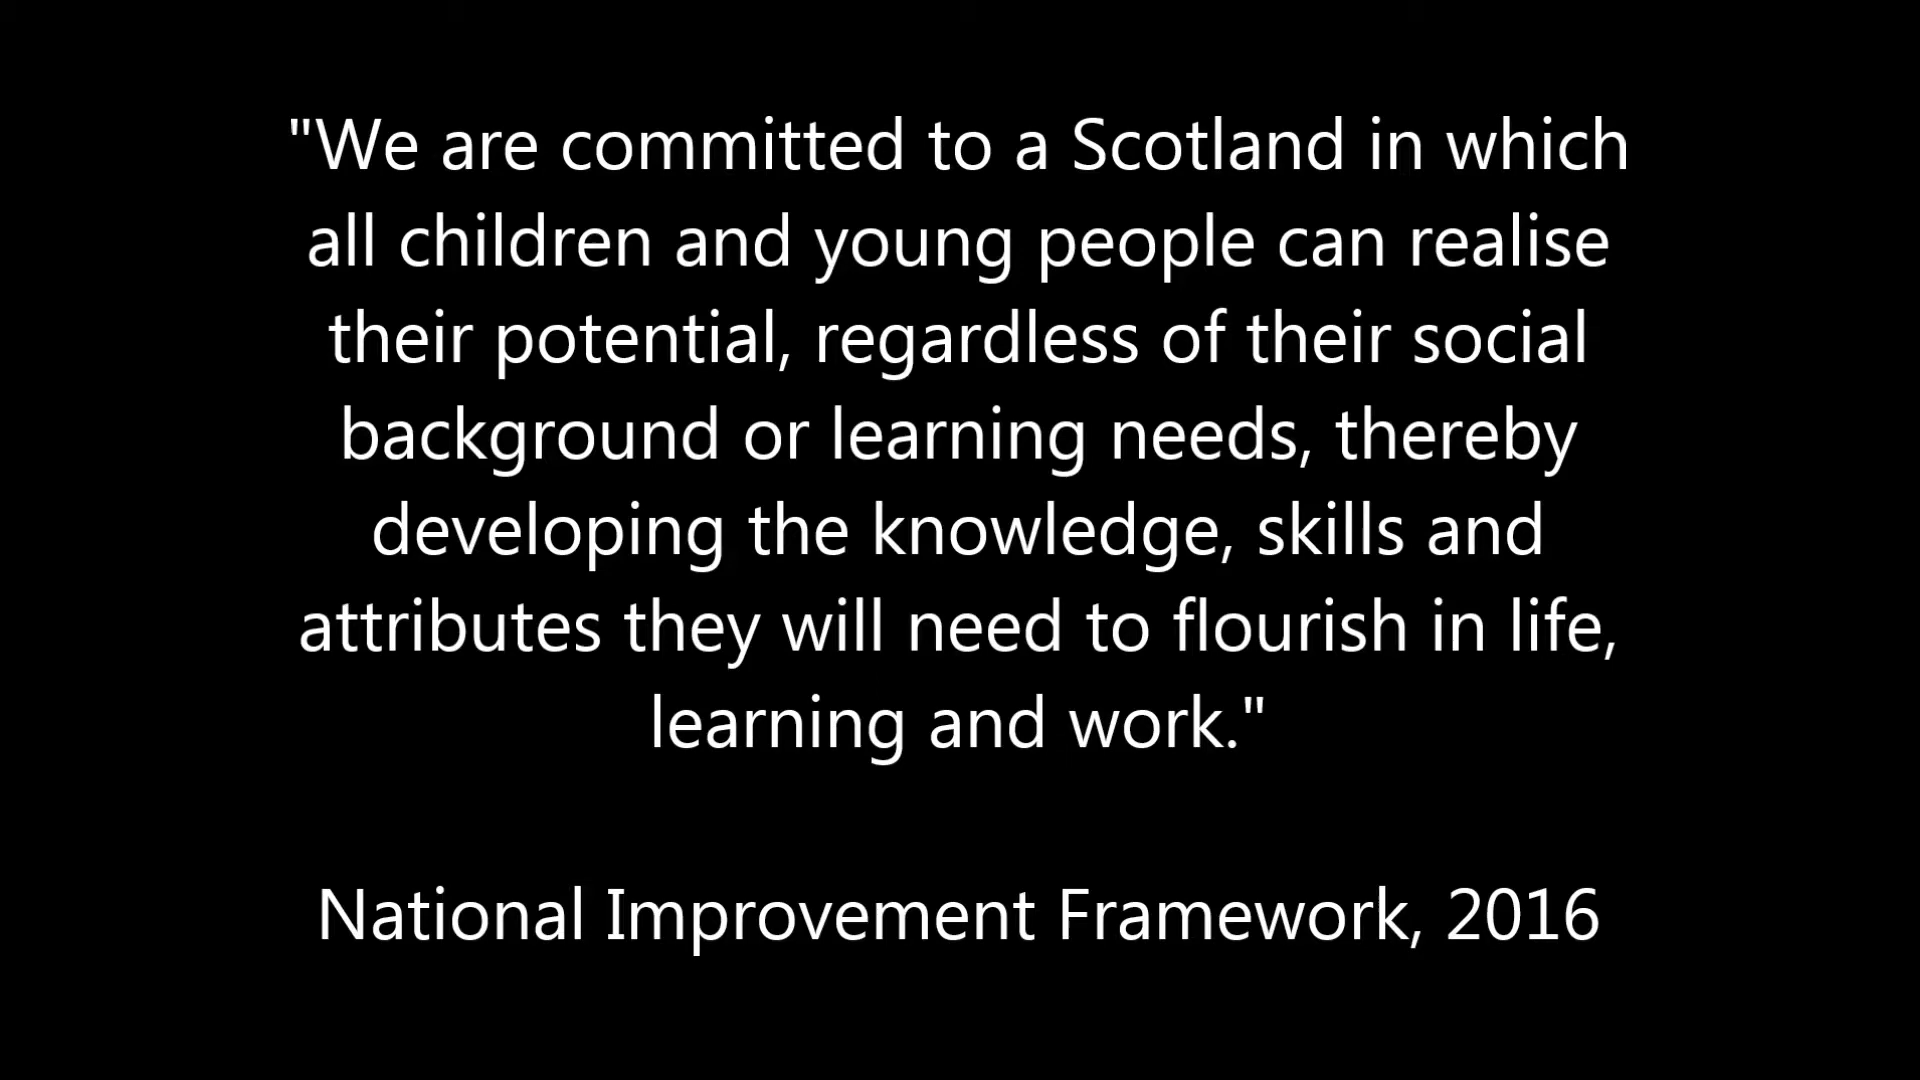 "We are committed to a Scotland in which
all children and young people can realise
their potential, regardless of their social
background or learning needs, thereby
developing the knowledge, skills and
attributes they will need to flourish in life,
learning and work."
National Improvement Framework, 2016